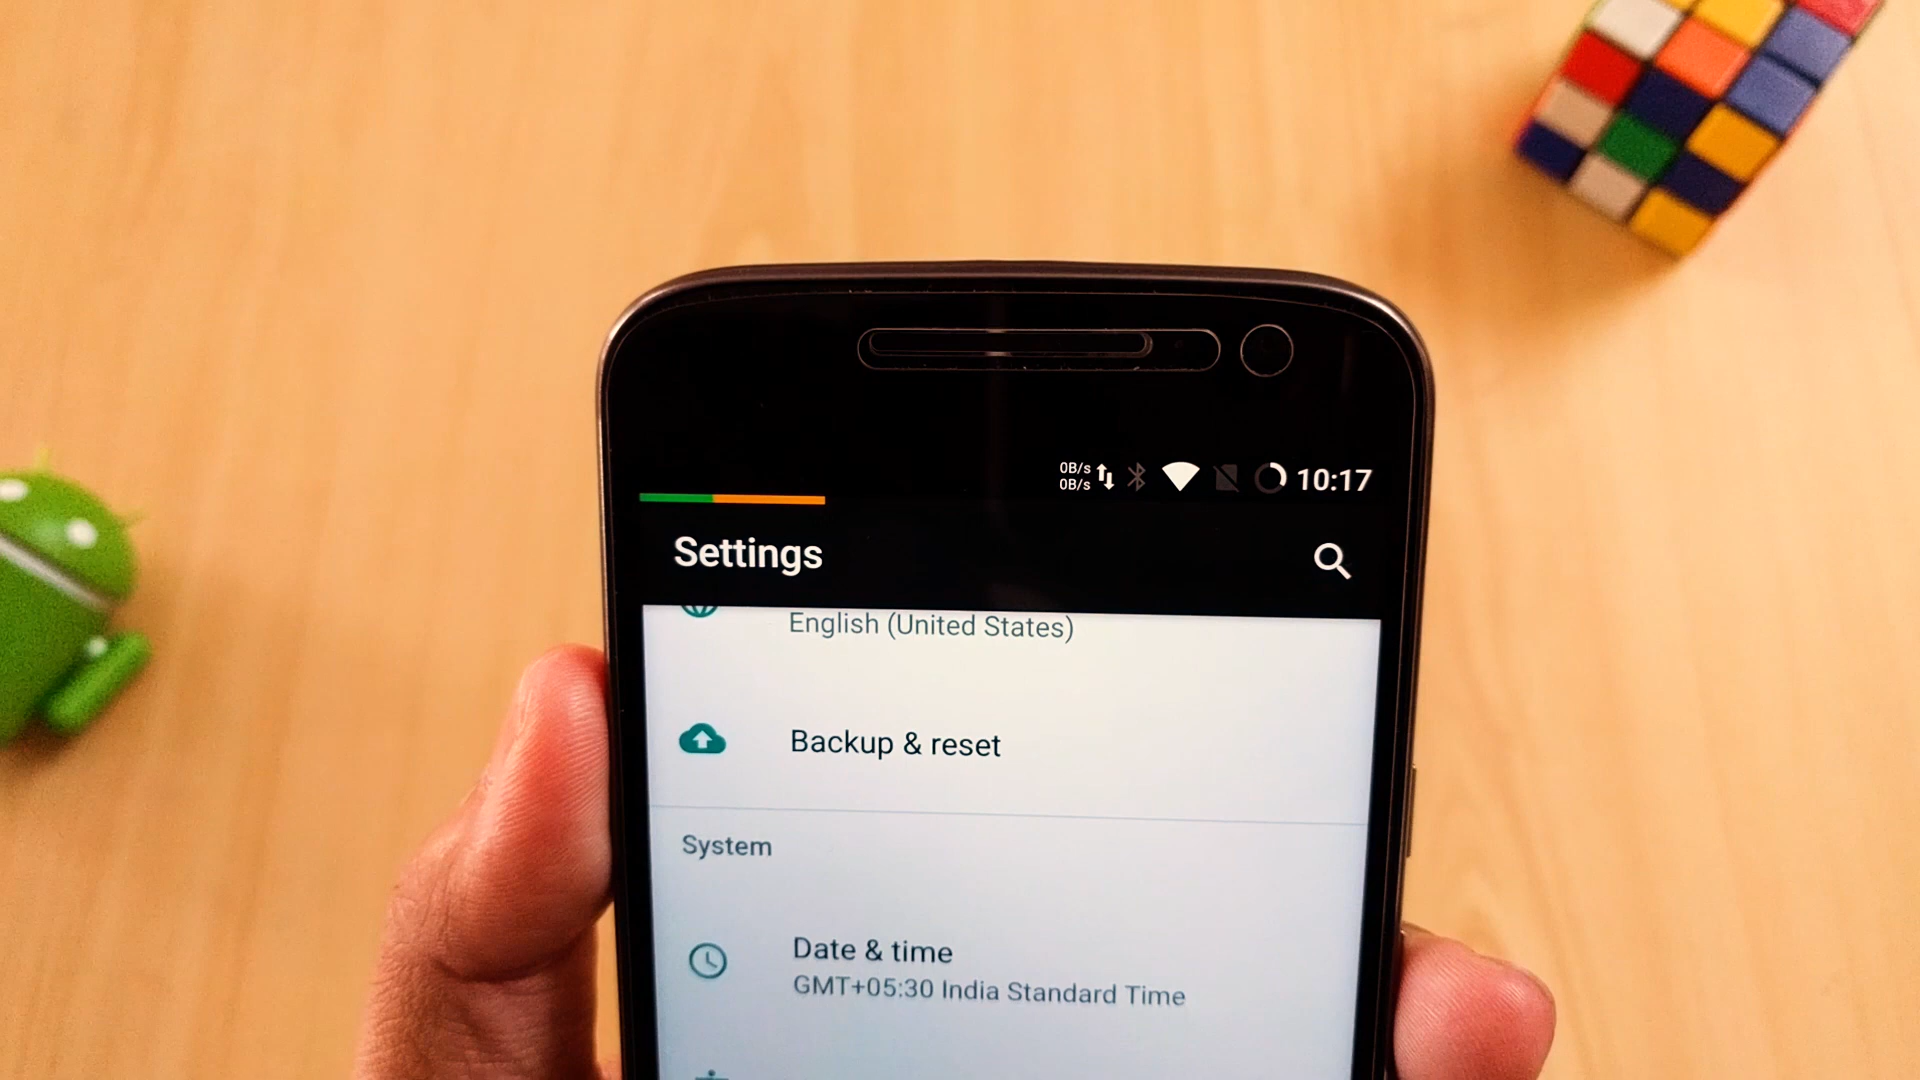 0B/s
0B/s
10:17
Settings
English (United States)
Backup & reset
System
Date & time
GMT+05:30 India Standard Time